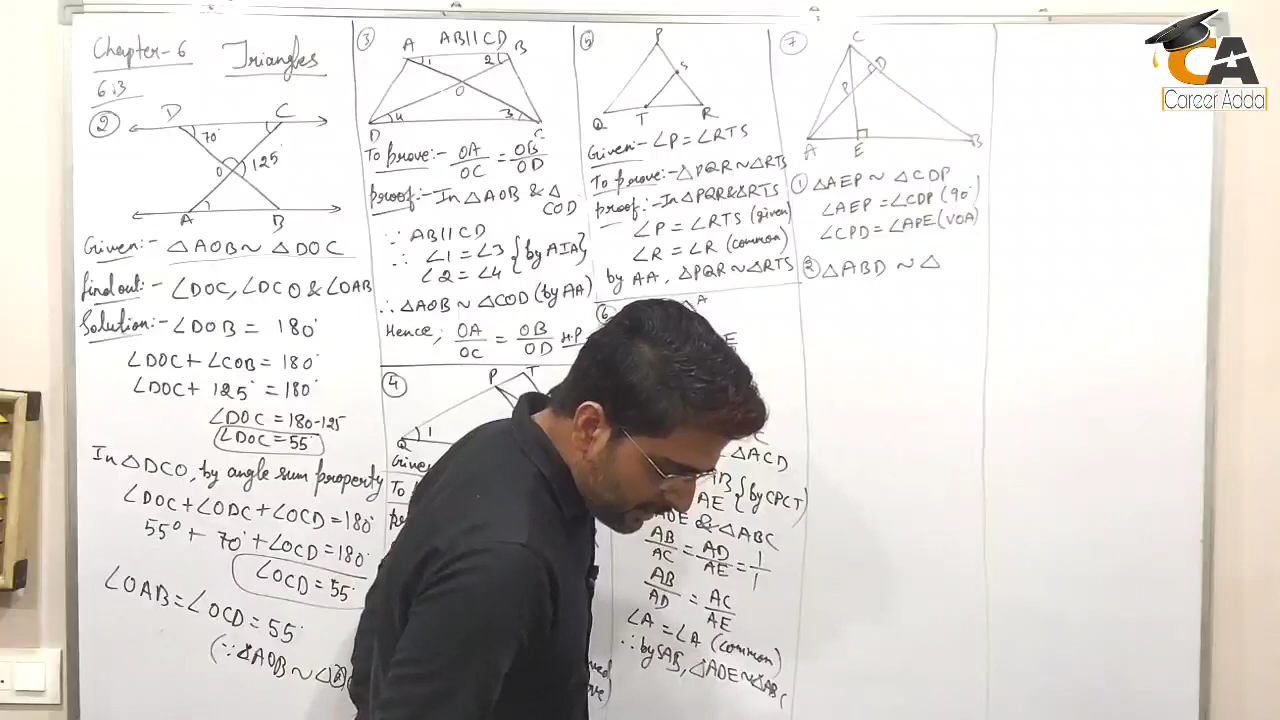 Chapter-6 Triangles
6.3
②
D C
70°
O 125°
A B
Given:- △AOB ~ △DOC
find out:- ∠DOC, ∠DCO & ∠OAB
Solution:- ∠DOB = 180°
∠DOC + ∠COB = 180°
∠DOC + 125° = 180°
∠DOC = 180-125
∠DOC = 55°
In △DCO, by angle sum property
∠DOC + ∠ODC + ∠OCD = 180°
55° + 70° + ∠OCD = 180°
∠OCD = 55°
∠OAB = ∠OCD = 55°
(∵ △AOB ~
③ AB||CD
A 1 2 B
O
D 4 3 C
To prove:- OA/OC = OB/OD
proof:- In △AOB & △
COD
∵ AB||CD
∴ ∠1 = ∠3
∠2 = ∠4 {by AIA}
∴ △AOB ~ △COD (by AA)
Hence; OA/OC = OB/OD H.P
④
P T
Q 1
Given
To
⑤
P
S
Q T R
Given:- ∠P = ∠RTS
To prove:- △PQR ~ △RTS
proof:- In △PQR & △RTS
∠P = ∠RTS (given)
∠R = ∠R (common)
by AA, △PQR ~ △RTS
⑥ A
△ACD
AE {by CPCT)
& △ABC
AB/AC = AD/AE = 1/1
AB/AD = AC/AE
∠A = ∠A (common)
∴ by SAS, △ADE ~ △ABC
⑦
C
D
P
A E B
① △AEP ~ △CDP
∠AEP = ∠CDP (90°)
∠CPD = ∠APE (VOA)
② △ABD ~ △
CA
Career Adda